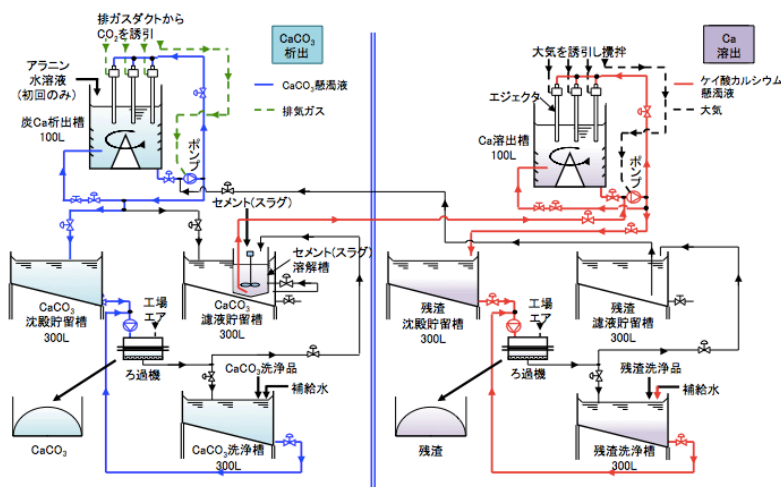 排ガスダクトから
CO₂を誘引
CaCO₃
析出
アラニン
水溶液
(初回のみ)
CaCO₃懸濁液
排気ガス
炭Ca析出槽
100L
ポンプ
セメント(スラグ)
セメント(スラグ)
溶解槽
CaCO₃
沈殿貯留槽
300L
CaCO₃
濾過貯留槽
300L
工場
エア
ろ過機
CaCO₃洗浄品
補給水
CaCO₃
CaCO₃洗浄槽
300L
大気を誘引し攪拌
Ca
溶出
エジェクタ
ケイ酸カルシウム
懸濁液
大気
Ca溶出槽
100L
ポンプ
残渣
沈殿貯留槽
300L
残渣
濾液貯留槽
300L
工場
エア
ろ過機
残渣洗浄品
補給水
残渣
残渣洗浄槽
300L